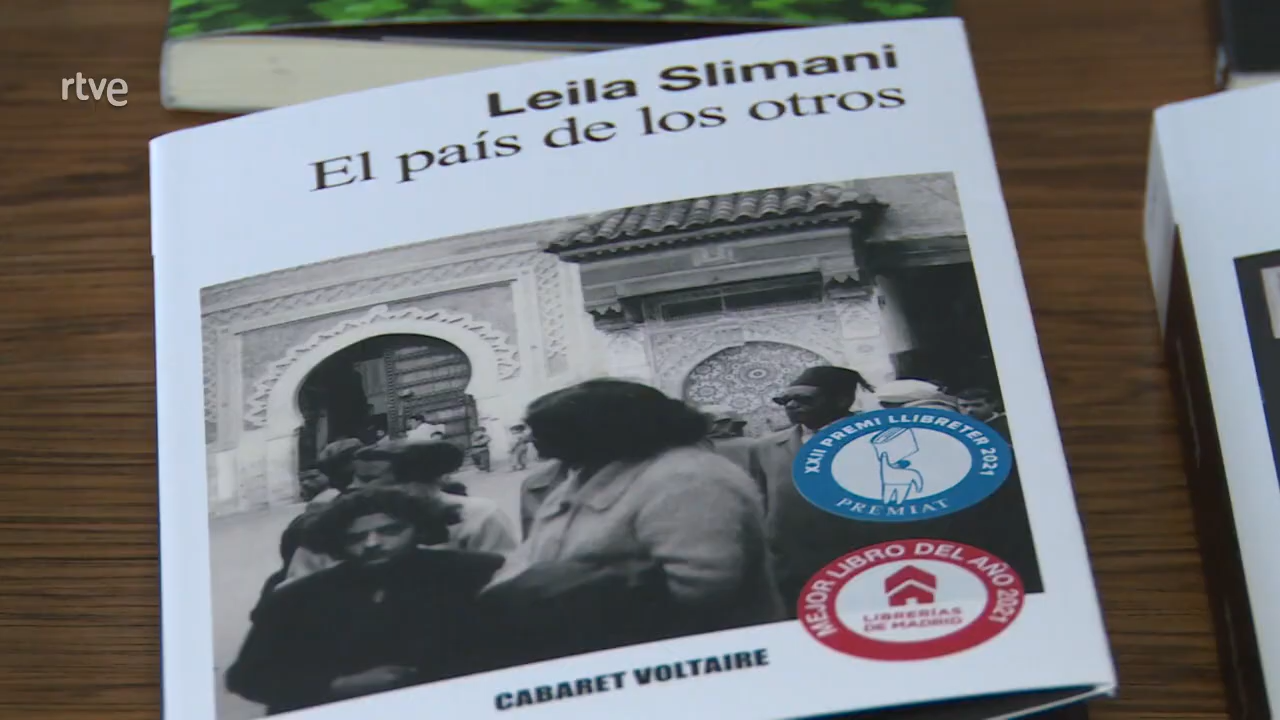 rtve
Leila Slimani
El país de los otros
XXII PREMI LLIBRETER 2021
PREMIAT
MEJOR LIBRO DEL AÑO 2021
LIBRERÍAS
DE MADRID
CABARET VOLTAIRE